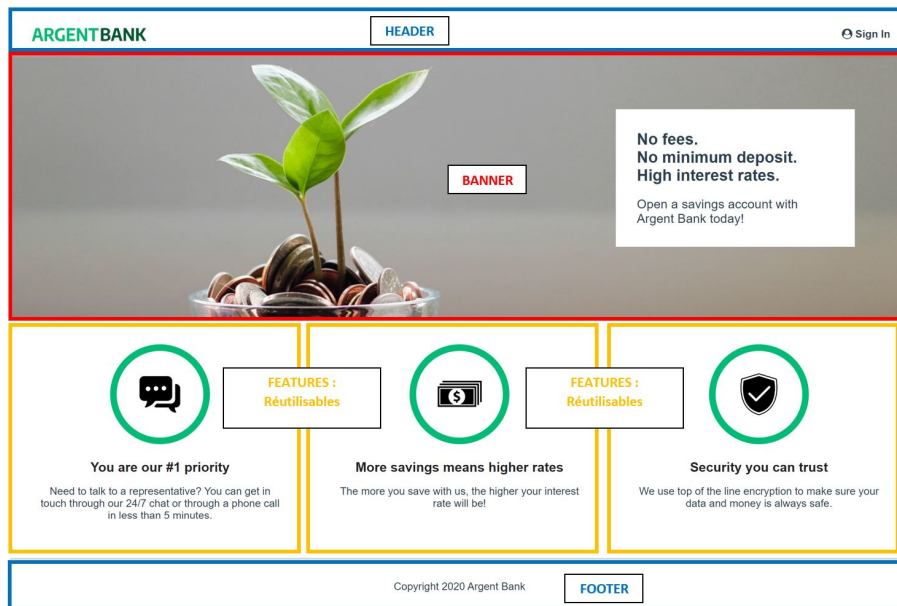 ARGENTBANK
HEADER
Sign In
No fees.
No minimum deposit.
High interest rates.
BANNER
Open a savings account with
Argent Bank today!
FEATURES :
Réutilisables
FEATURES :
Réutilisables
You are our #1 priority
Need to talk to a representative? You can get in
touch through our 24/7 chat or through a phone call
in less than 5 minutes.
More savings means higher rates
The more you save with us, the higher your interest
rate will be!
Security you can trust
We use top of the line encryption to make sure your
data and money is always safe.
Copyright 2020 Argent Bank
FOOTER